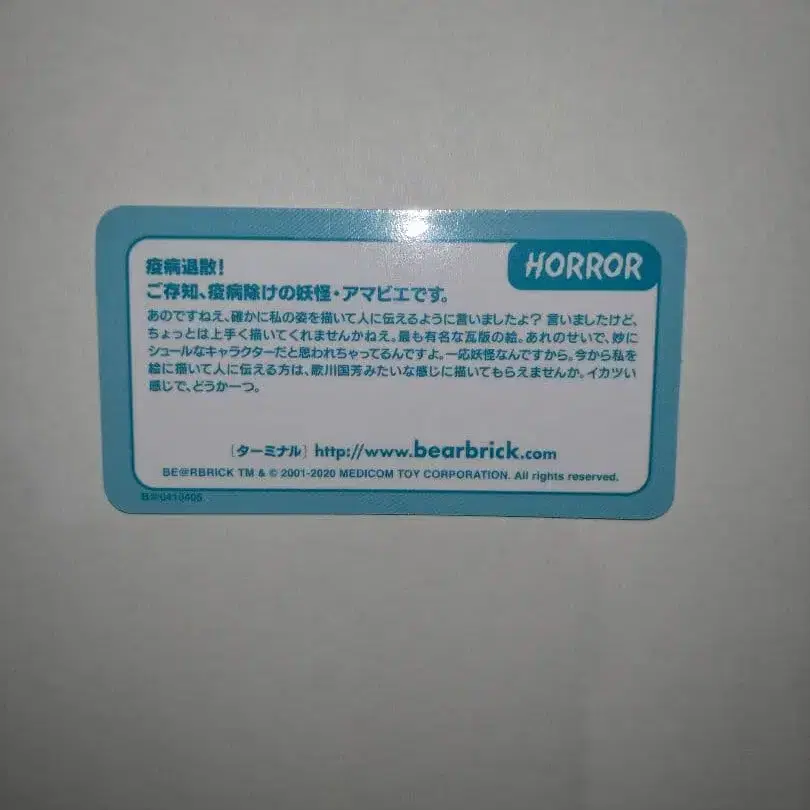 HORROR
疫病退散!
ご存知、疫病除けの妖怪・アマビエです。
あのですねえ、確かに私の姿を描いて人に伝えるように言いましたよ? 言いましたけど、
ちょっとは上手く描いてくれませんかねえ。最も有名な瓦版の絵。あれのせいで、妙に
シュールなキャラクターだと思われちゃってるんですよ。一応妖怪なんですから。今から私を
絵に描いて人に伝える方は、歌川国芳みたいな感じに描いてもらえませんか。イカツい
感じで、どうか一つ。
[ターミナル] http://www.bearbrick.com
BE@RBRICK TM & © 2001-2020 MEDICOM TOY CORPORATION. All rights reserved.